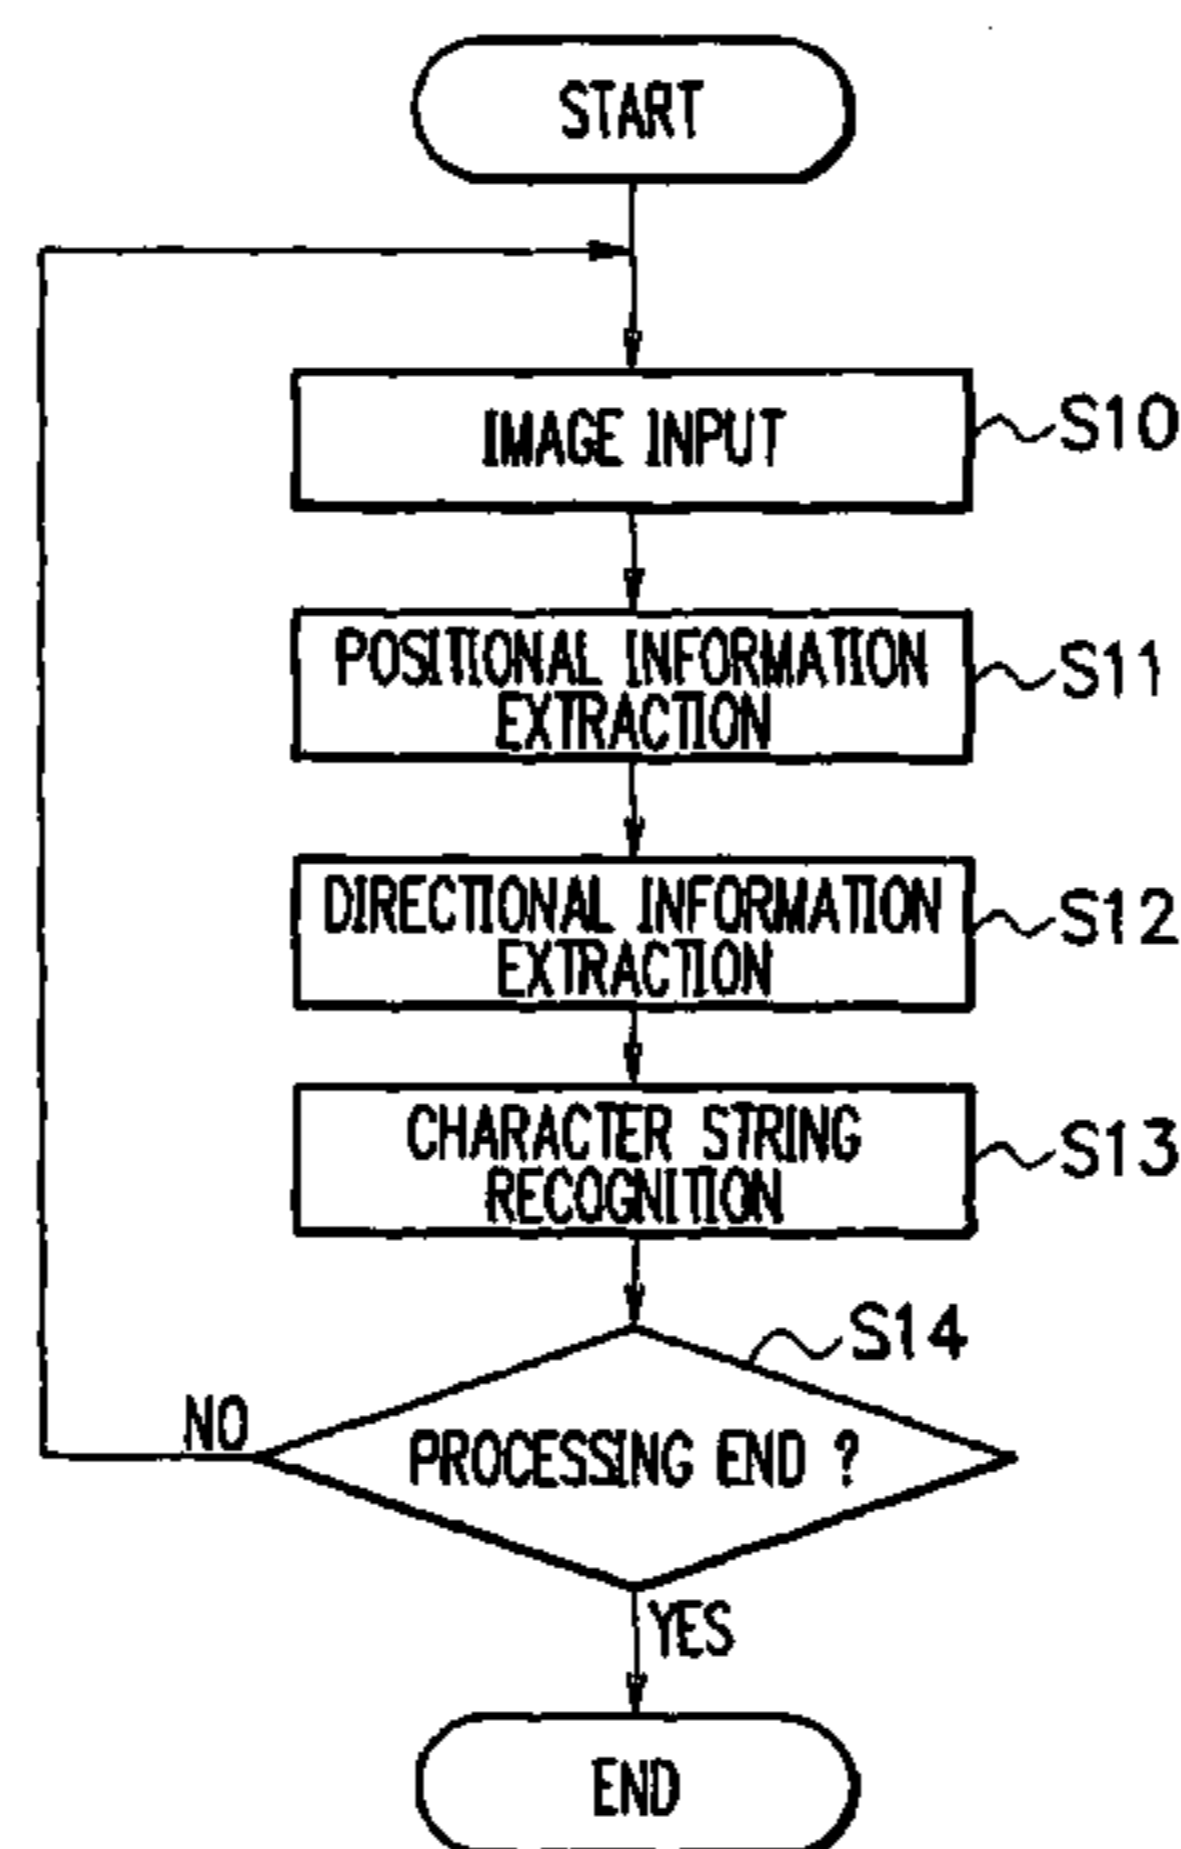 START
IMAGE INPUT
S10
POSITIONAL INFORMATION
EXTRACTION
S11
DIRECTIONAL INFORMATION
EXTRACTION
S12
CHARACTER STRING
RECOGNITION
S13
S14
PROCESSING END ?
NO
YES
END